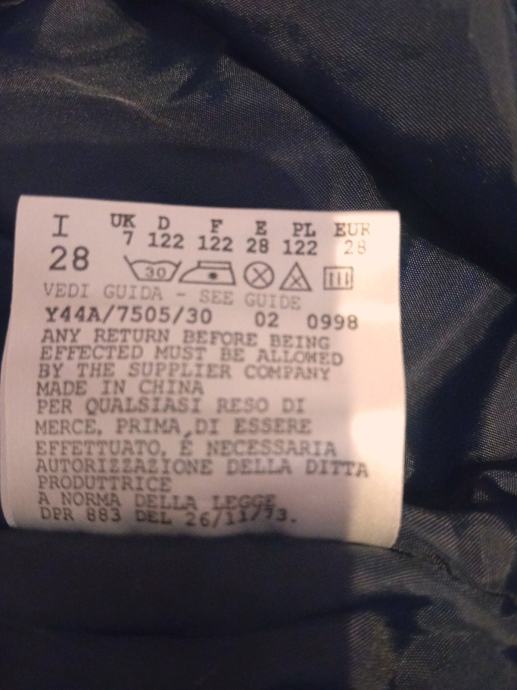 I UK D F E PL EUR
28 7 122 122 28 122 28
30
VEDI GUIDA - SEE GUIDE
Y44A/7505/30 02 0998
ANY RETURN BEFORE BEING
EFFECTED MUST BE ALLOWED
BY THE SUPPLIER COMPANY
MADE IN CHINA
PER QUALSIASI RESO DI
MERCE, PRIMA DI ESSERE
EFFETTUATO, É NECESSARIA
AUTORIZZAZIONE DELLA DITTA
PRODUTTRICE
A NORMA DELLA LEGGE
DPR 883 DEL 26/11/73.